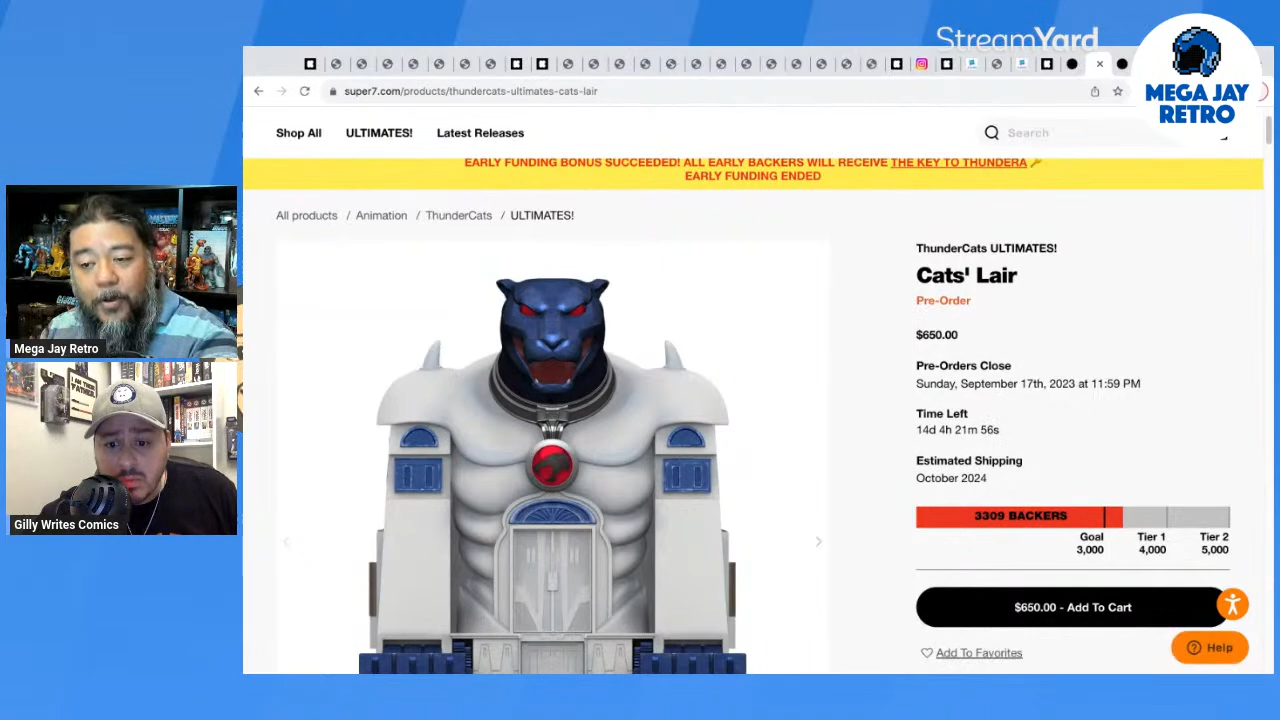 StreamYard
MEGA JAY
RETRO
super7.com/products/thundercats-ultimates-cats-lair
Shop All
ULTIMATES!
Latest Releases
Search
EARLY FUNDING BONUS SUCCEEDED! ALL EARLY BACKERS WILL RECEIVE THE KEY TO THUNDERA
EARLY FUNDING ENDED
All products / Animation / ThunderCats / ULTIMATES!
ThunderCats ULTIMATES!
Cats' Lair
Pre-Order
$650.00
Pre-Orders Close
Sunday, September 17th, 2023 at 11:59 PM
Time Left
14d 4h 21m 56s
Estimated Shipping
October 2024
3309 BACKERS
Goal
3,000
Tier 1
4,000
Tier 2
5,000
$650.00 - Add To Cart
Add To Favorites
Help
Mega Jay Retro
I AM YOUR
FATHER.
Gilly Writes Comics